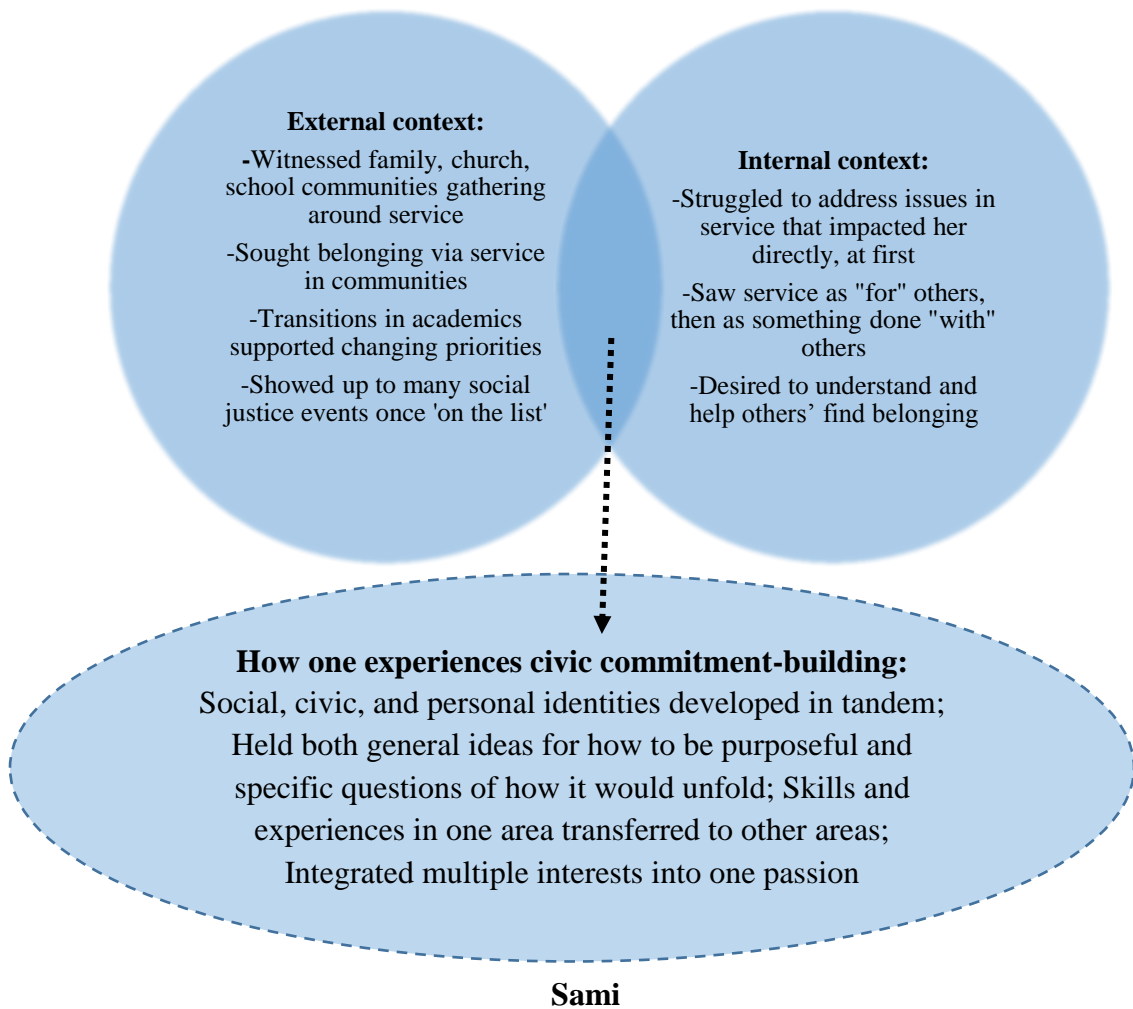 External context:
-Witnessed family, church,
school communities gathering
around service
-Sought belonging via service
in communities
-Transitions in academics
supported changing priorities
-Showed up to many social
justice events once 'on the list'
Internal context:
-Struggled to address issues in
service that impacted her
directly, at first
-Saw service as "for" others,
then as something done "with"
others
-Desired to understand and
help others’ find belonging
How one experiences civic commitment-building:
Social, civic, and personal identities developed in tandem;
Held both general ideas for how to be purposeful and
specific questions of how it would unfold; Skills and
experiences in one area transferred to other areas;
Integrated multiple interests into one passion
Sami